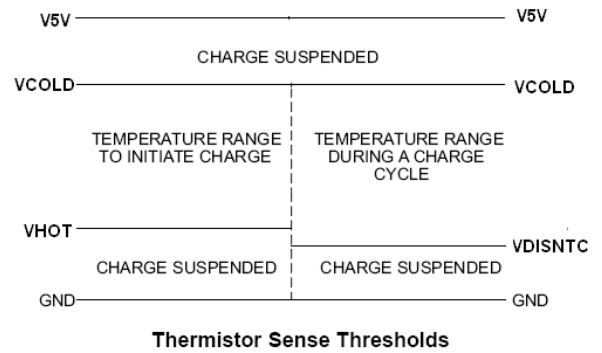 V5V
V5V
CHARGE SUSPENDED
VCOLD
VCOLD
TEMPERATURE RANGE
TO INITIATE CHARGE
TEMPERATURE RANGE
DURING A CHARGE
CYCLE
VHOT
VDISNTC
CHARGE SUSPENDED
CHARGE SUSPENDED
GND
GND
Thermistor Sense Thresholds